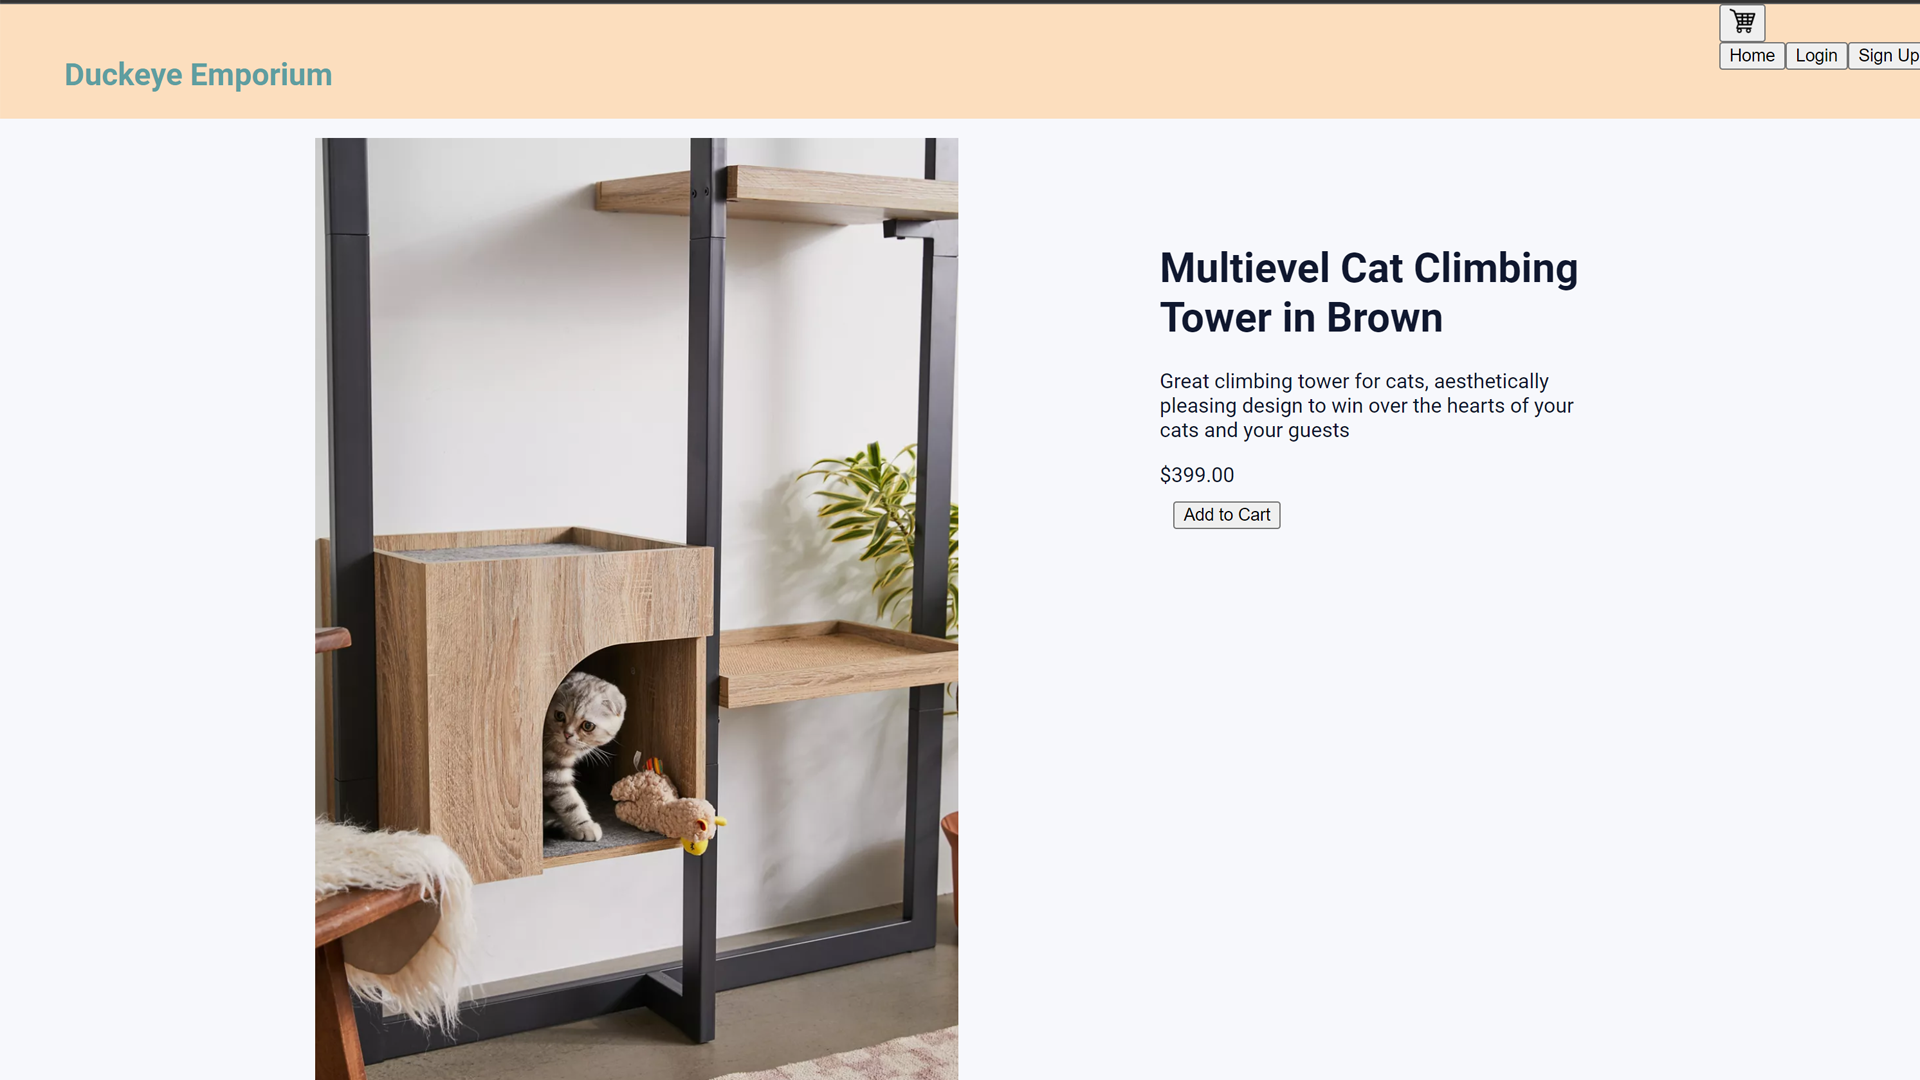 Duckeye Emporium
Home Login Sign Up
Multievel Cat Climbing
Tower in Brown
Great climbing tower for cats, aesthetically
pleasing design to win over the hearts of your
cats and your guests
$399.00
Add to Cart